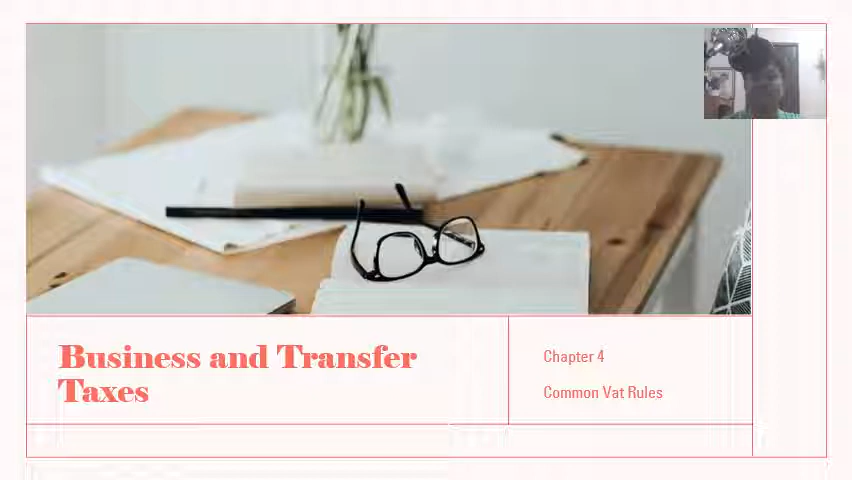 Business and Transfer
Taxes
Chapter 4
Common Vat Rules